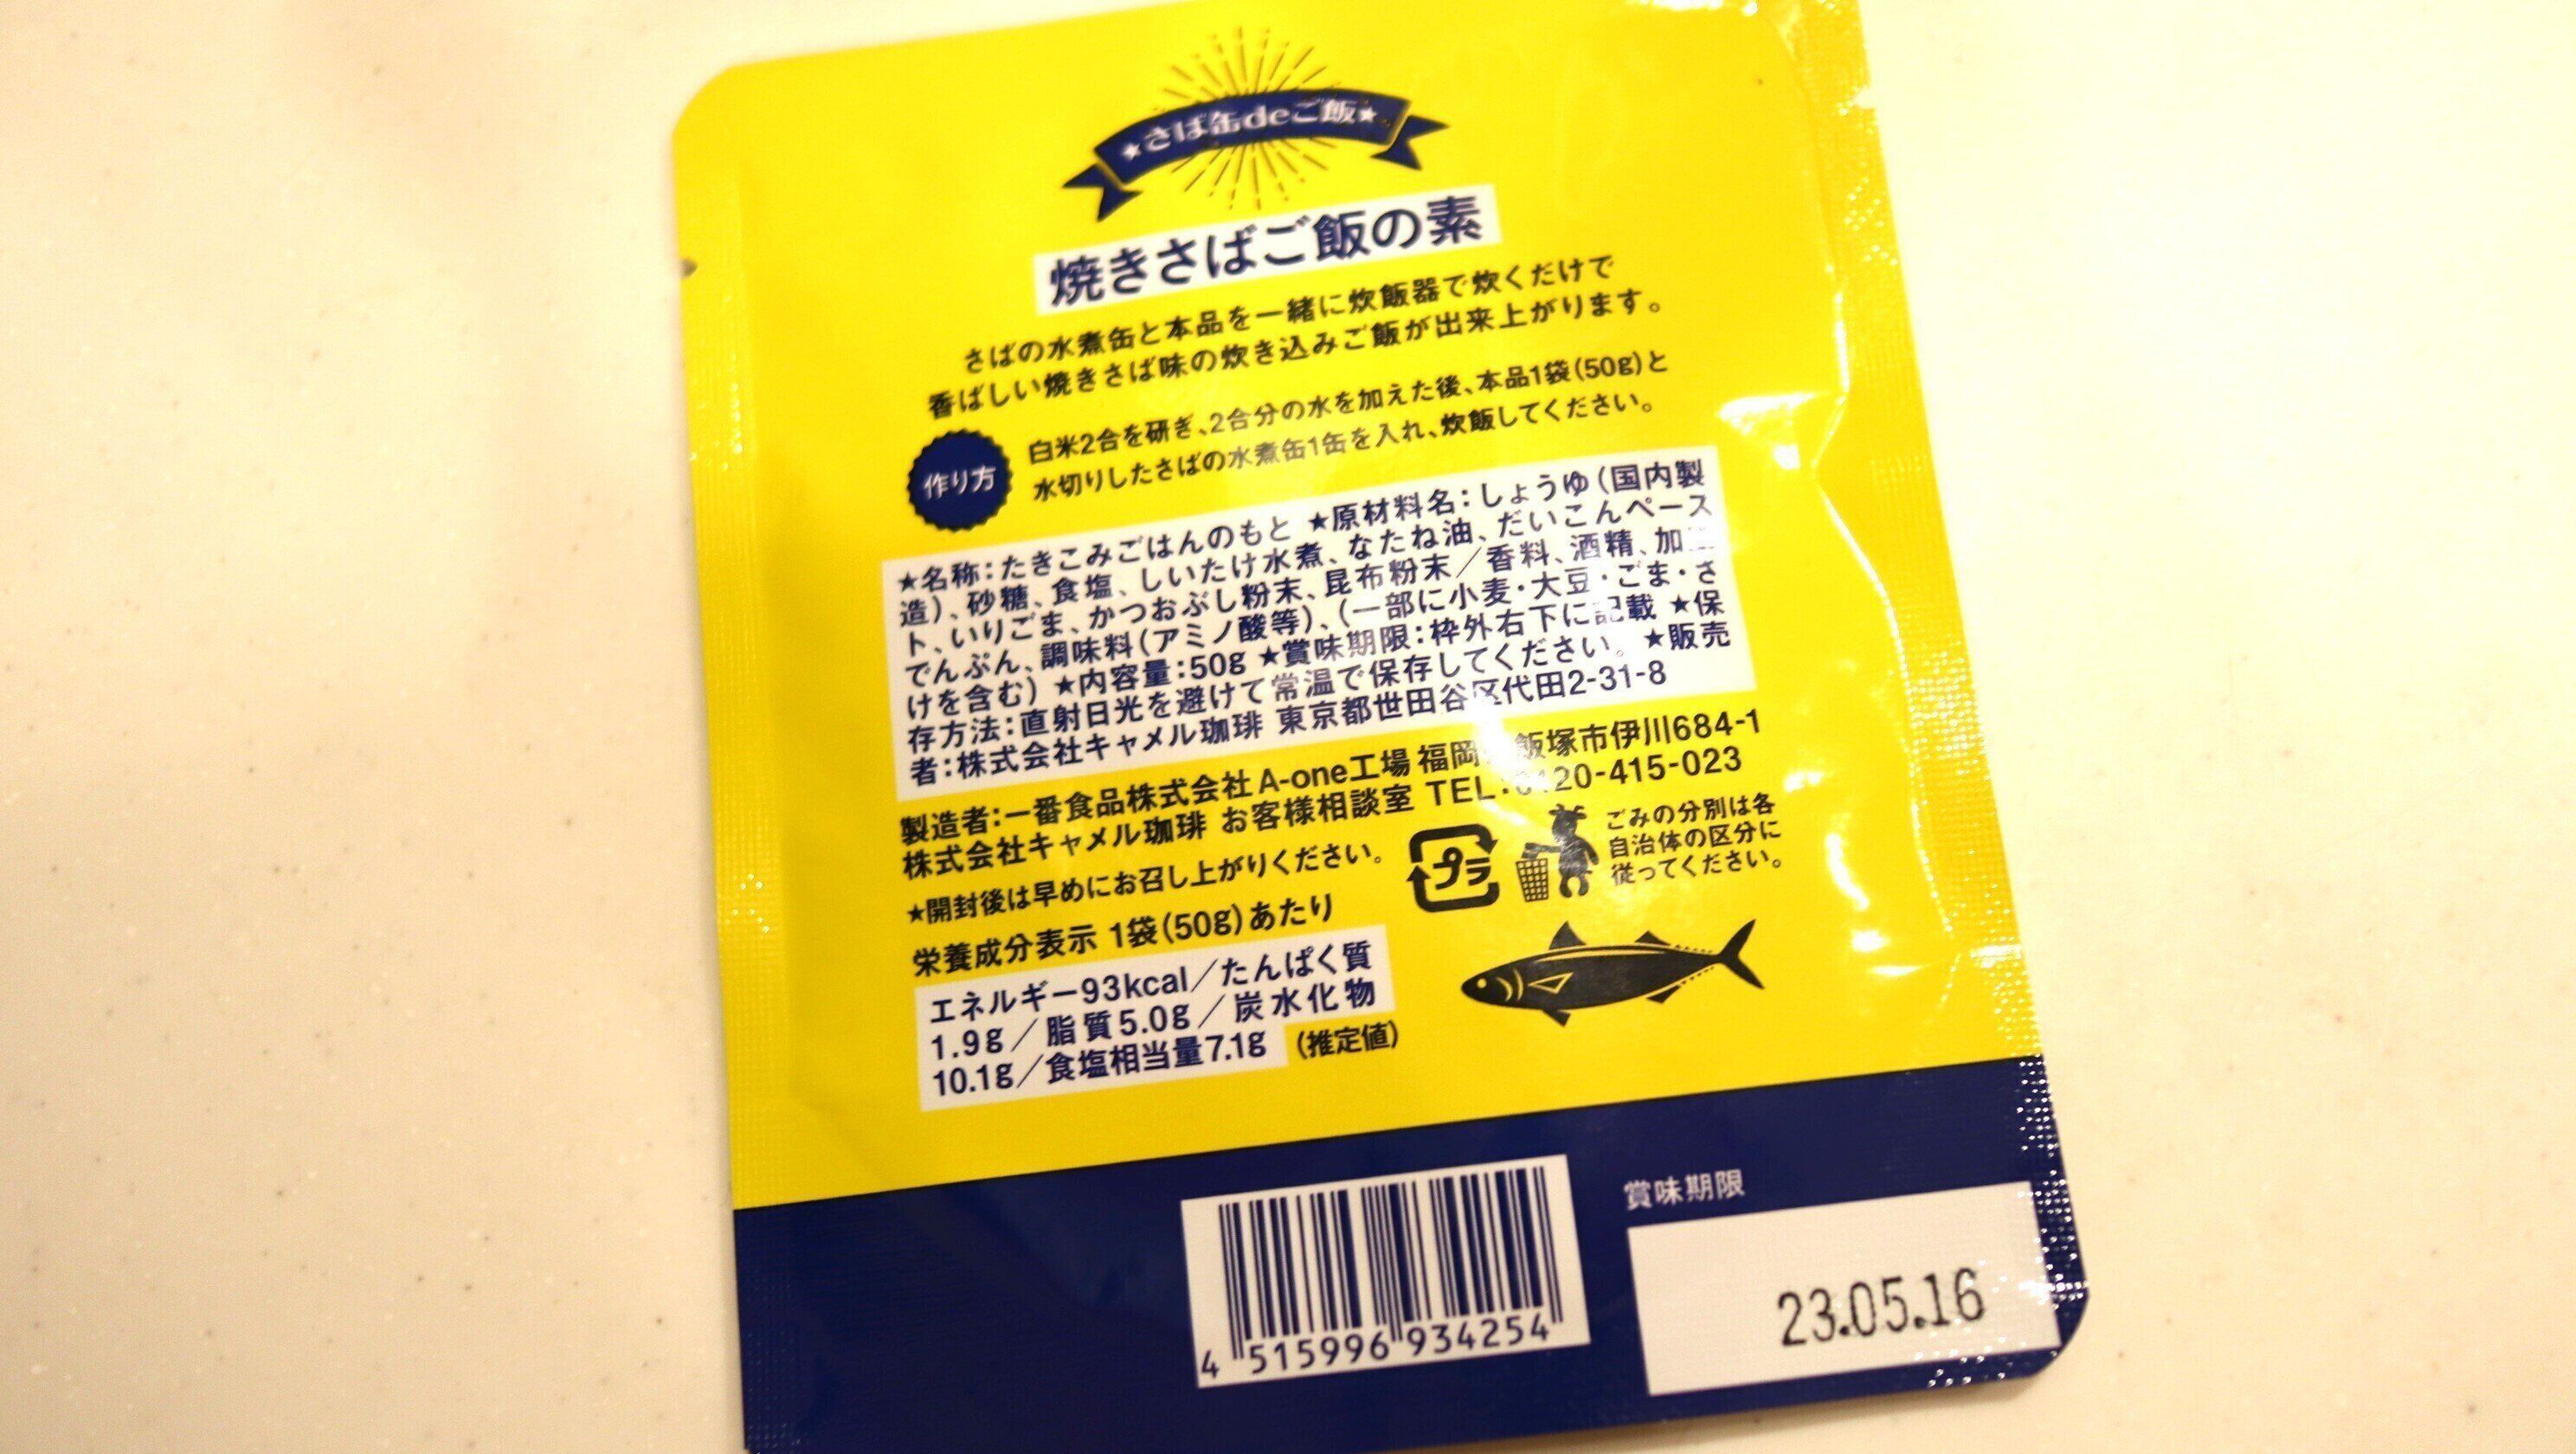 ★さば缶deご飯★
焼きさばご飯の素
さばの水煮缶と本品を一緒に炊飯器で炊くだけで
香ばしい焼きさば味の炊き込みご飯が出来上がります。
作り方
白米2合を研ぎ、2合分の水を加えた後、本品1袋(50g)と
水切りしたさばの水煮缶1缶を入れ、炊飯してください。
★名称：たきこみごはんのもと ★原材料名：しょうゆ(国内製
造)、砂糖、食塩、しいたけ水煮、なたね油、だいこんペース
ト、いりごま、かつおぶし粉末、昆布粉末／香料、酒精、加工
でんぷん、調味料(アミノ酸等)、(一部に小麦・大豆・ごま・さ
けを含む) ★内容量：50g ★賞味期限：枠外右下に記載 ★保
存方法：直射日光を避けて常温で保存してください。 ★販売
者：株式会社キャメル珈琲 東京都世田谷区代田2-31-8
製造者：一番食品株式会社 A-one工場 福岡 飯塚市伊川684-1
株式会社キャメル珈琲 お客様相談室 TEL：0120-415-023
★開封後は早めにお召し上がりください。
プラ
ごみの分別は各
自治体の区分に
従ってください。
栄養成分表示 1袋(50g)あたり
エネルギー93kcal／たんぱく質
1.9g／脂質5.0g／炭水化物
10.1g／食塩相当量7.1g (推定値)
賞味期限
23.05.16
4 515996 934254